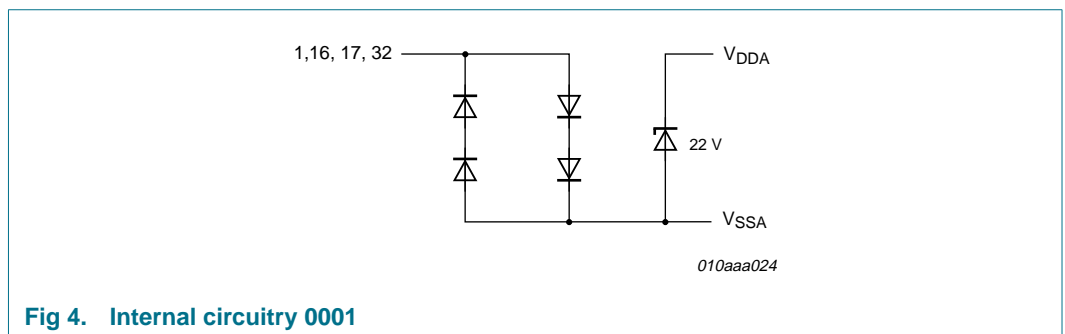 1,16, 17, 32
VDDA
22 V
VSSA
010aaa024
Fig 4. Internal circuitry 0001